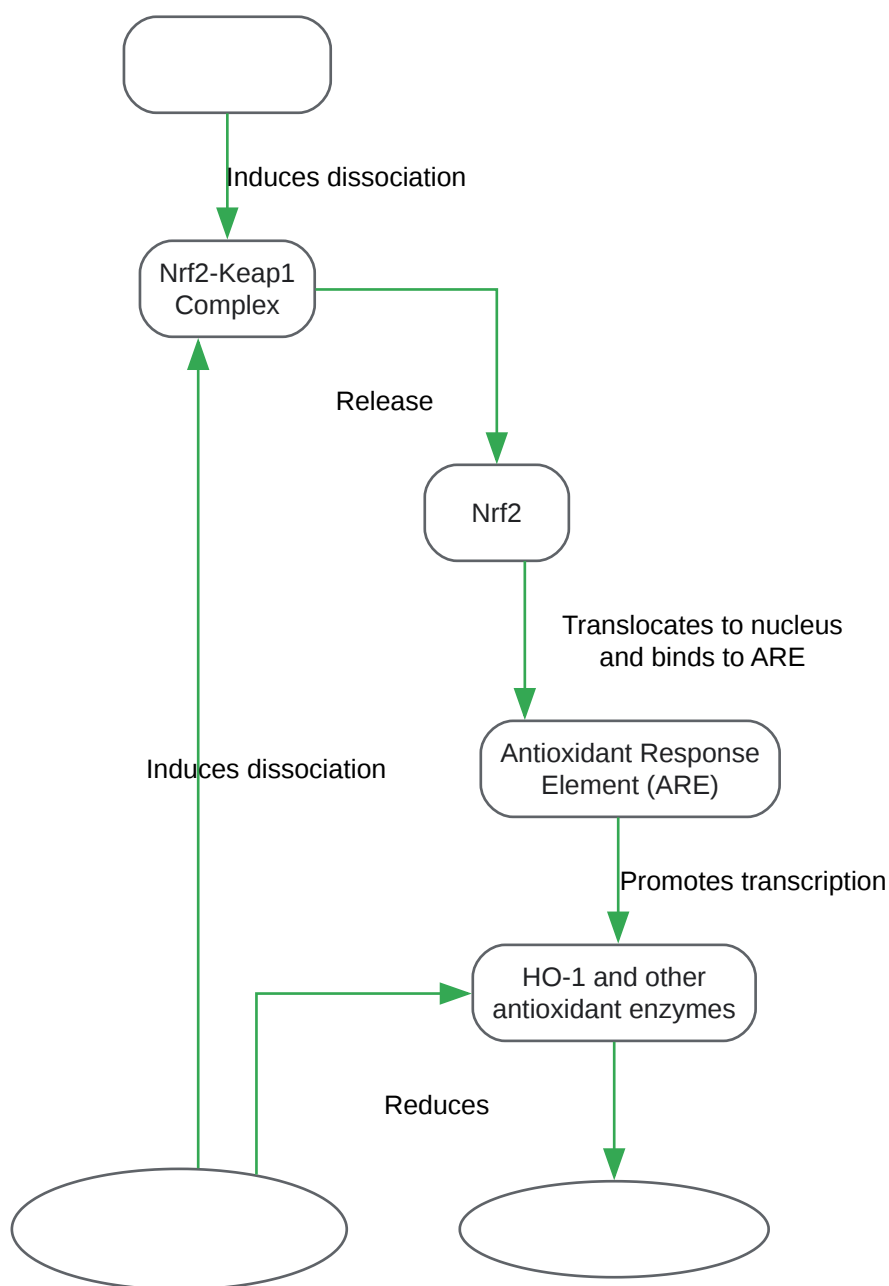 Induces dissociation
Nrf2-Keap1
Complex
Release
Nrf2
Translocates to nucleus
and binds to ARE
Antioxidant Response
Element (ARE)
Induces dissociation
Promotes transcription
HO-1 and other
antioxidant enzymes
Reduces